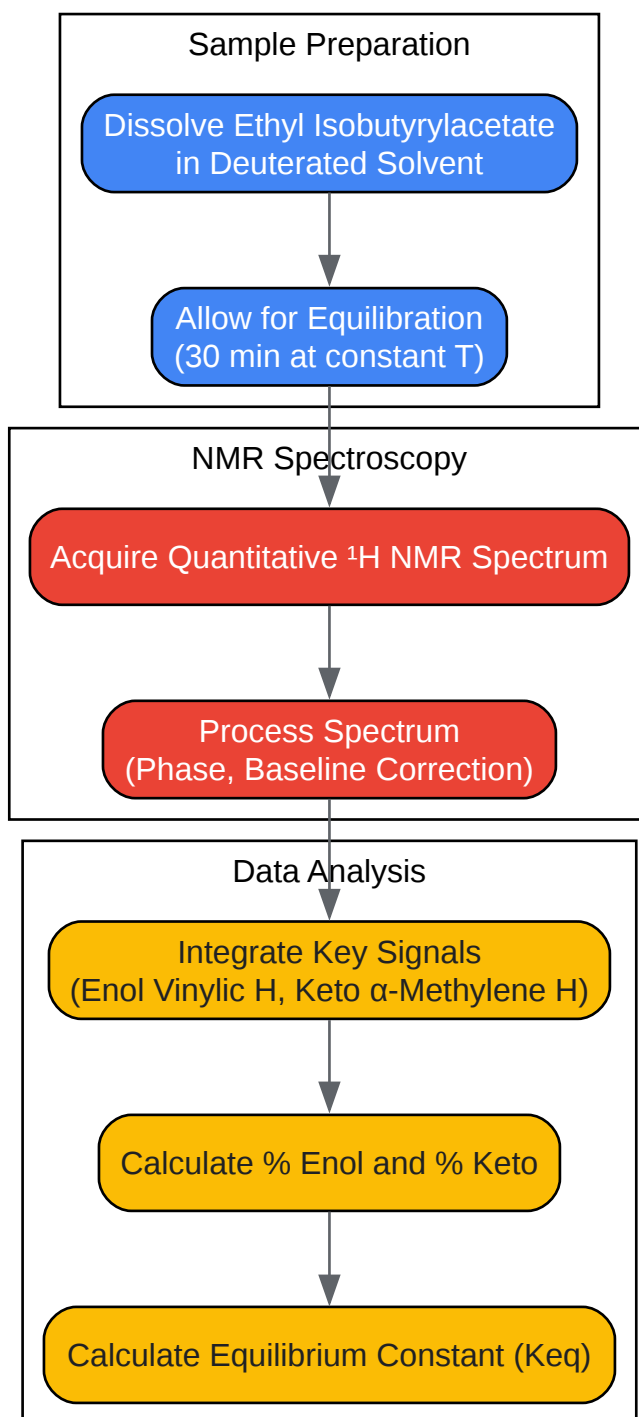 Sample Preparation
Dissolve Ethyl Isobutyrylacetate
in Deuterated Solvent
Allow for Equilibration
(30 min at constant T)
NMR Spectroscopy
Acquire Quantitative ¹H NMR Spectrum
Process Spectrum
(Phase, Baseline Correction)
Data Analysis
Integrate Key Signals
(Enol Vinylic H, Keto α-Methylene H)
Calculate % Enol and % Keto
Calculate Equilibrium Constant (Keq)